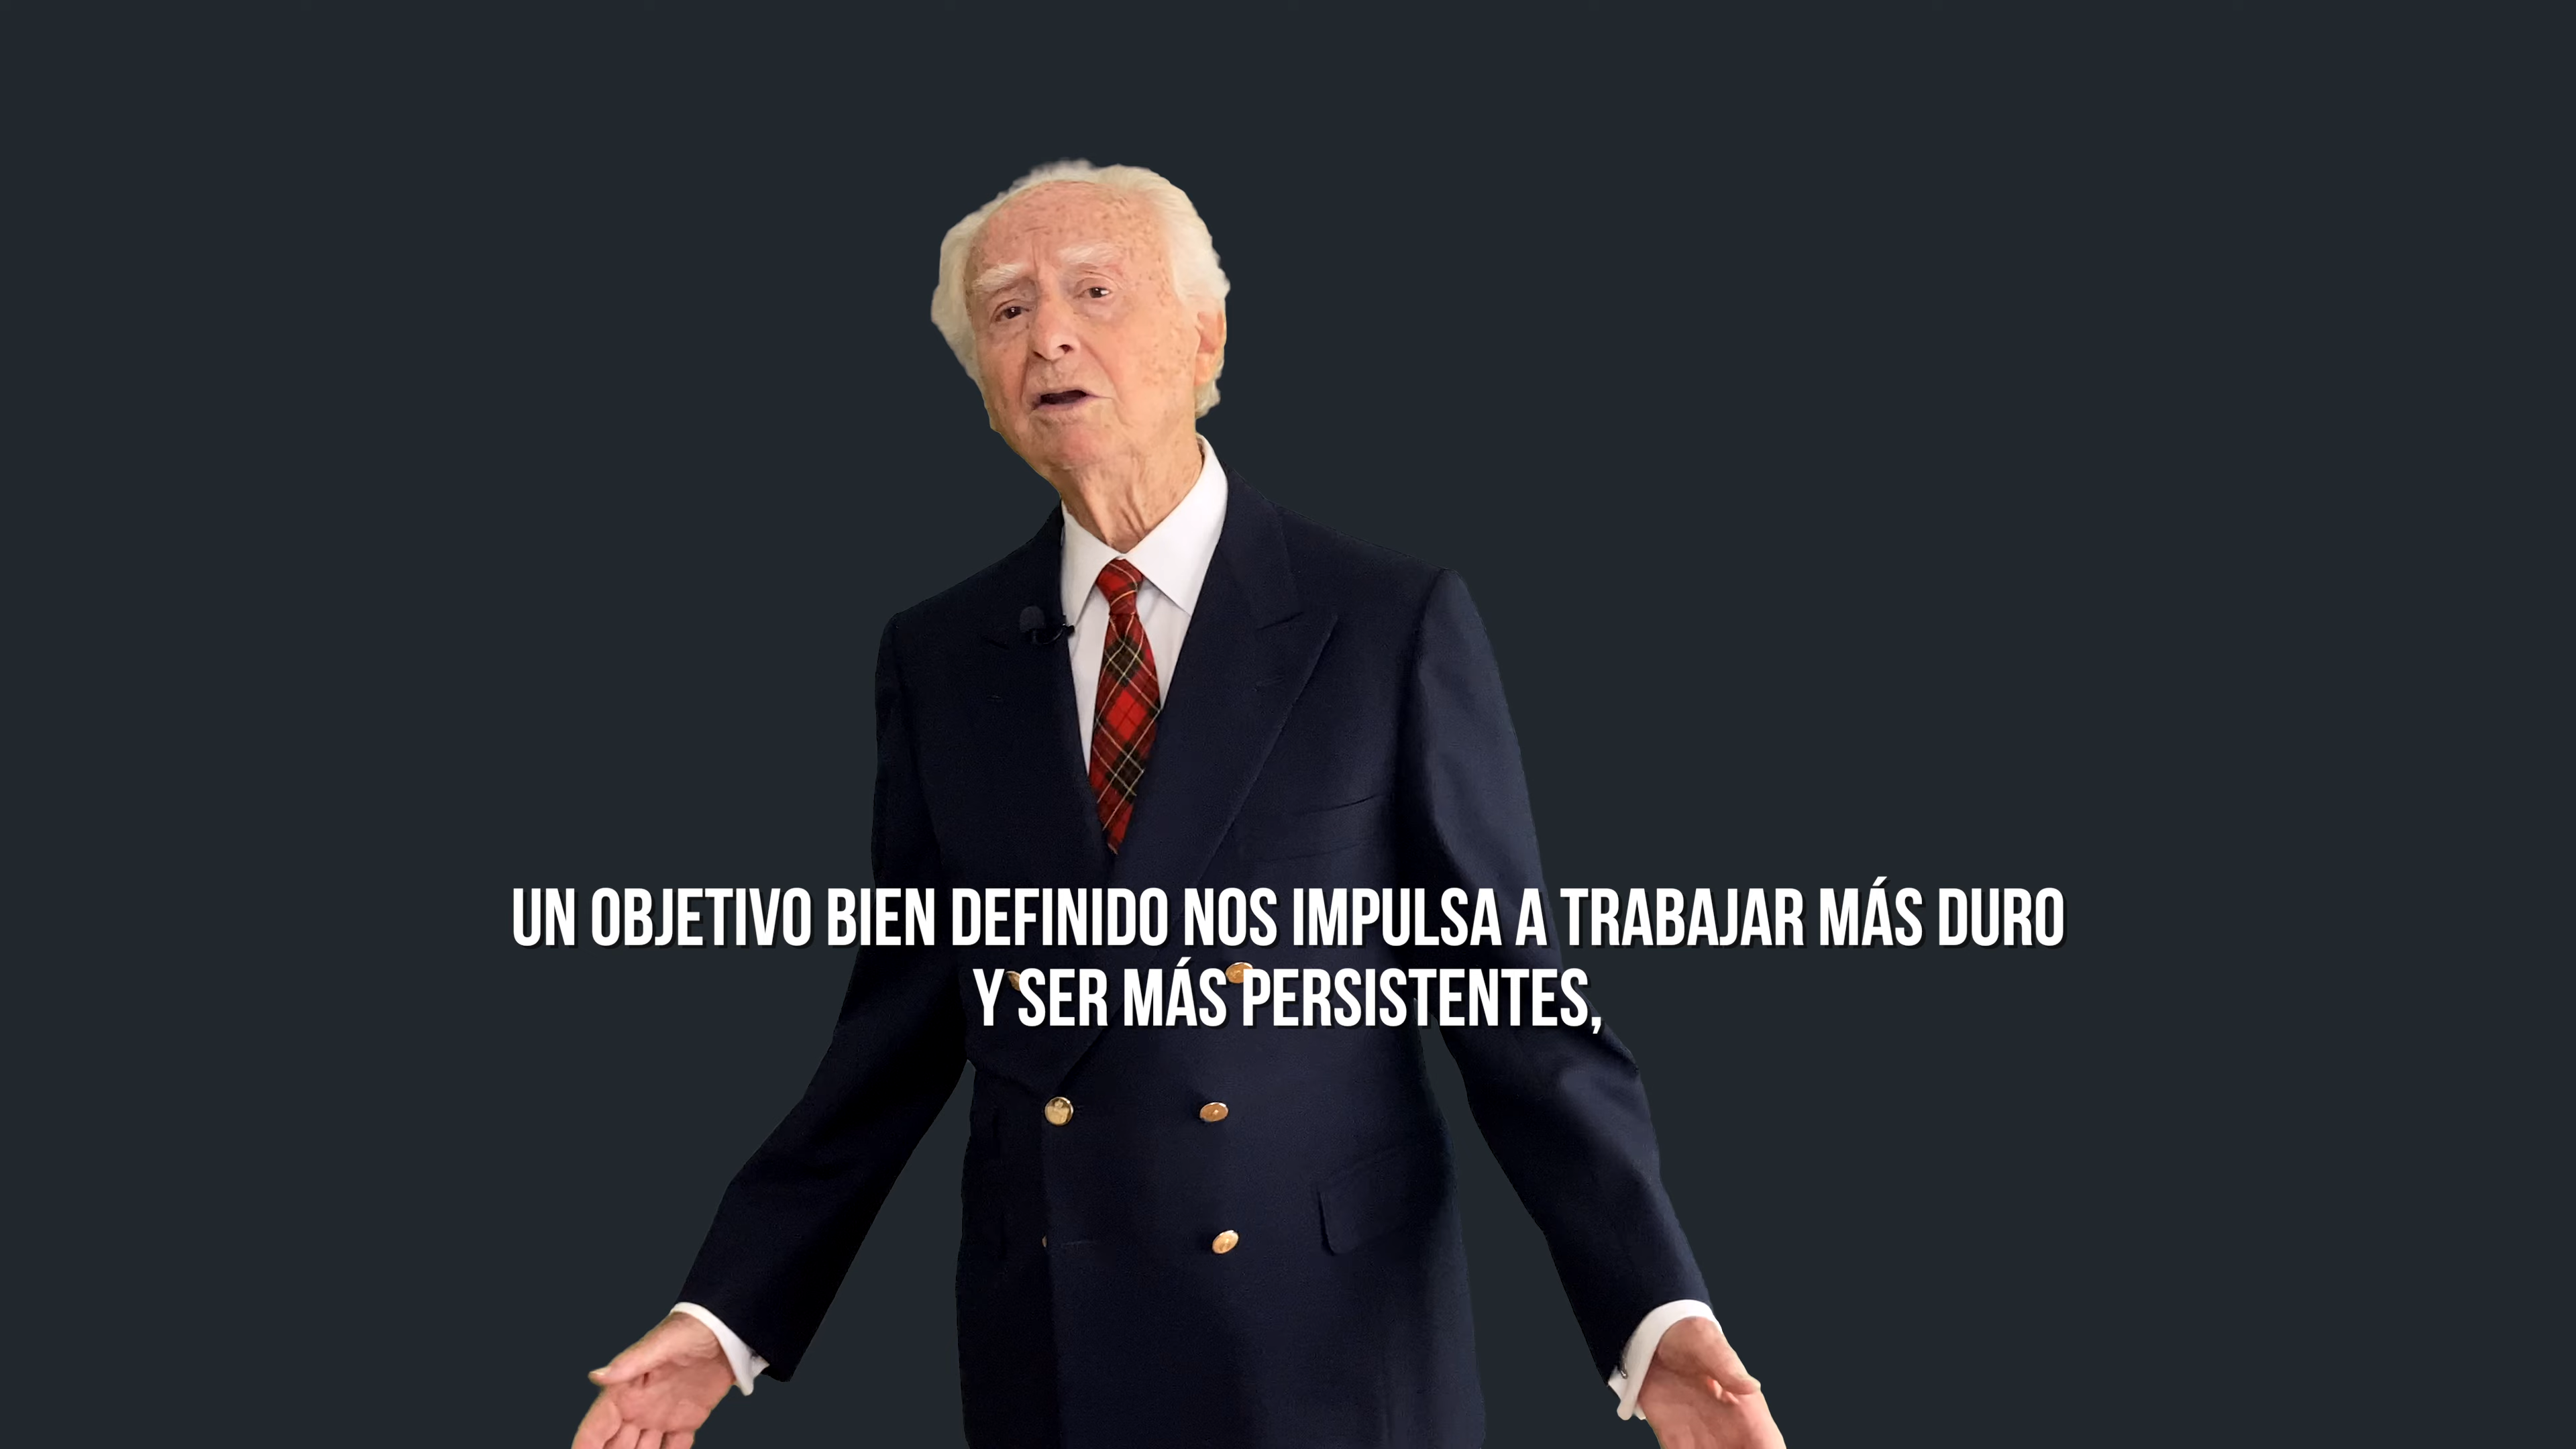 UN OBJETIVO BIEN DEFINIDO NOS IMPULSA A TRABAJAR MÁS DURO
Y SER MÁS PERSISTENTES,